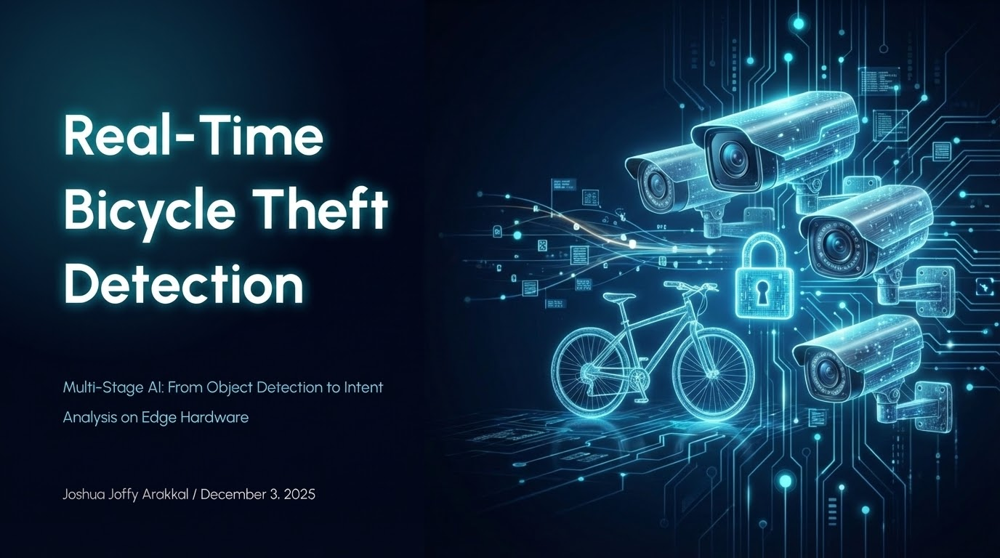 Real-Time
Bicycle Theft
Detection
Multi-Stage AI: From Object Detection to Intent
Analysis on Edge Hardware
Joshua Joffy Arakkal / December 3, 2025